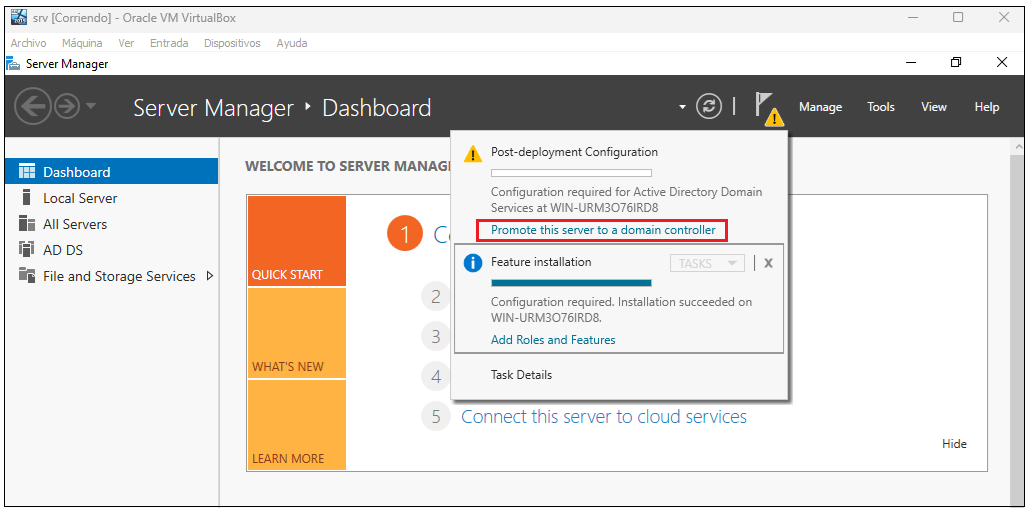 srv [Corriendo] - Oracle VM VirtualBox
Archivo Máquina Ver Entrada Dispositivos Ayuda
Server Manager
Server Manager • Dashboard
Manage Tools View Help
Dashboard
Local Server
All Servers
AD DS
File and Storage Services
WELCOME TO SERVER MANAG
QUICK START
WHAT'S NEW
LEARN MORE
1
2
3
4
5 Connect this server to cloud services
Hide
Post-deployment Configuration
Configuration required for Active Directory Domain
Services at WIN-URM3O76IRD8
Promote this server to a domain controller
Feature installation
TASKS X
Configuration required. Installation succeeded on
WIN-URM3O76IRD8.
Add Roles and Features
Task Details